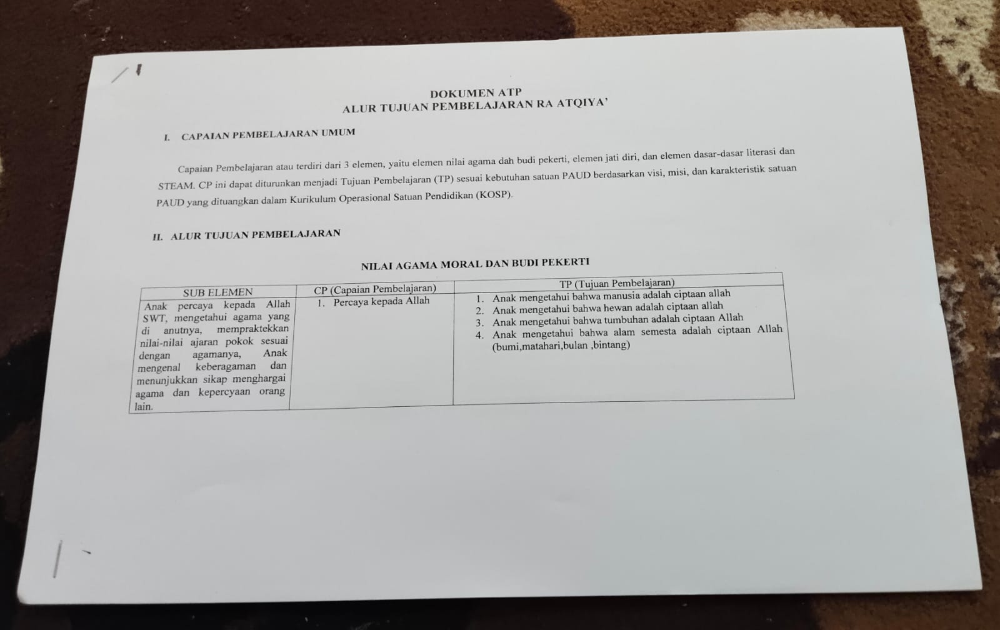 DOKUMEN ATP
ALUR TUJUAN PEMBELAJARAN RA ATQIYA’
I. CAPAIAN PEMBELAJARAN UMUM
Capaian Pembelajaran atau terdiri dari 3 elemen, yaitu elemen nilai agama dah budi pekerti, elemen jati diri, dan elemen dasar-dasar literasi dan
STEAM. CP ini dapat diturunkan menjadi Tujuan Pembelajaran (TP) sesuai kebutuhan satuan PAUD berdasarkan visi, misi, dan karakteristik satuan
PAUD yang dituangkan dalam Kurikulum Operasional Satuan Pendidikan (KOSP).
II. ALUR TUJUAN PEMBELAJARAN
NILAI AGAMA MORAL DAN BUDI PEKERTI
SUB ELEMEN
Anak percaya kepada Allah
SWT, mengetahui agama yang
di anutnya, mempraktekkan
nilai-nilai ajaran pokok sesuai
dengan agamanya, Anak
mengenal keberagaman dan
menunjukkan sikap menghargai
agama dan kepercyaan orang
lain.
CP (Capaian Pembelajaran)
1. Percaya kepada Allah
TP (Tujuan Pembelajaran)
1. Anak mengetahui bahwa manusia adalah ciptaan allah
2. Anak mengetahui bahwa hewan adalah ciptaan allah
3. Anak mengetahui bahwa tumbuhan adalah ciptaan Allah
4. Anak mengetahui bahwa alam semesta adalah ciptaan Allah
(bumi,matahari,bulan ,bintang)